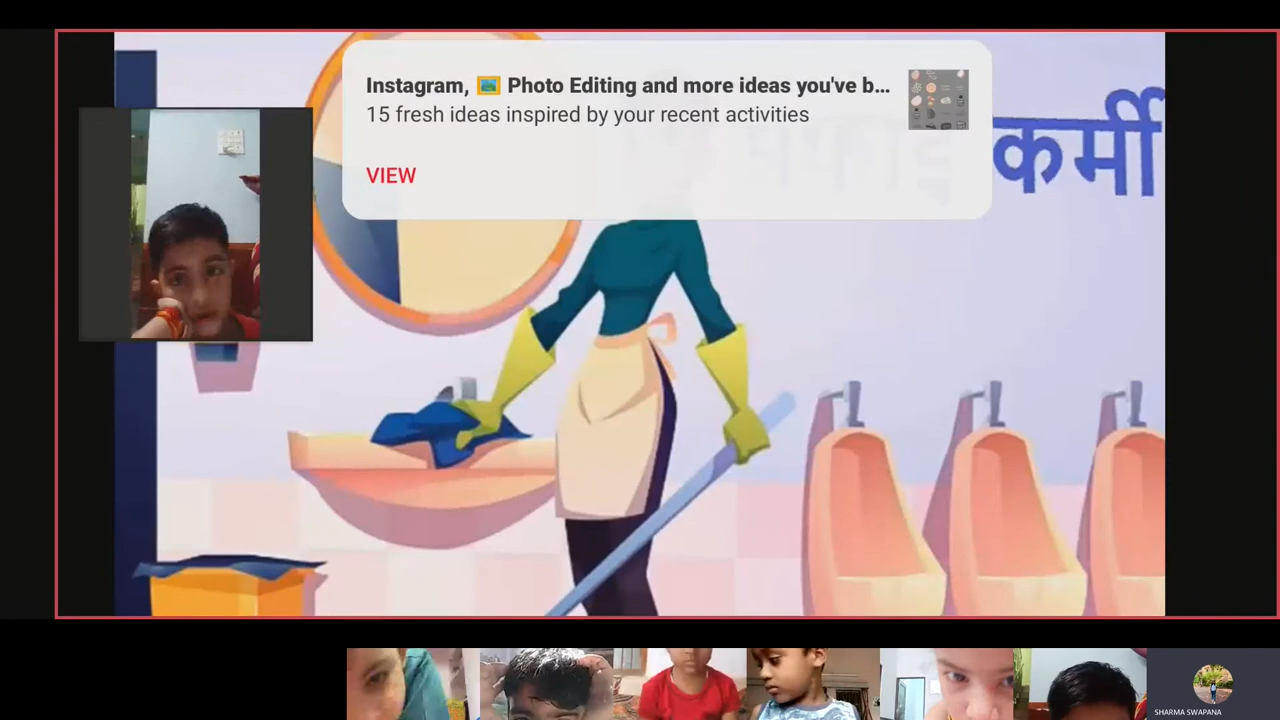 Instagram, 🖼️ Photo Editing and more ideas you've b...
15 fresh ideas inspired by your recent activities
VIEW
कर्मी
SHARMA SWAPANA